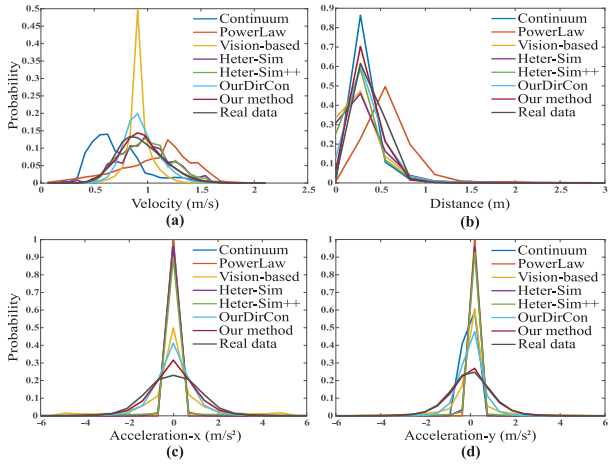 0.5
0.45
0.4
0.35
0.3
0.25
0.2
0.15
0.1
0.05
0
Probability
0 0.5 1 1.5 2 2.5
Velocity (m/s)
(a)
Continuum
PowerLaw
Vision-based
Heter-Sim
Heter-Sim++
OurDirCon
Our method
Real data
0.9
0.8
0.7
0.6
0.5
0.4
0.3
0.2
0.1
0
0 0.5 1 1.5 2 2.5 3
Distance (m)
(b)
Continuum
PowerLaw
Vision-based
Heter-Sim
Heter-Sim++
OurDirCon
Our method
Real data
1
0.9
0.8
0.7
0.6
0.5
0.4
0.3
0.2
0.1
0
Probability
-6 -4 -2 0 2 4 6
Acceleration-x (m/s²)
(c)
Continuum
PowerLaw
Vision-based
Heter-Sim
Heter-Sim++
OurDirCon
Our method
Real data
1
0.9
0.8
0.7
0.6
0.5
0.4
0.3
0.2
0.1
0
-6 -4 -2 0 2 4 6
Acceleration-y (m/s²)
(d)
Continuum
PowerLaw
Vision-based
Heter-Sim
Heter-Sim++
OurDirCon
Our method
Real data